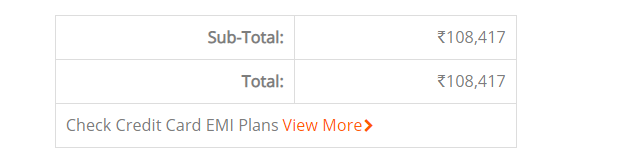 Sub-Total: ₹108,417
Total: ₹108,417
Check Credit Card EMI Plans View More